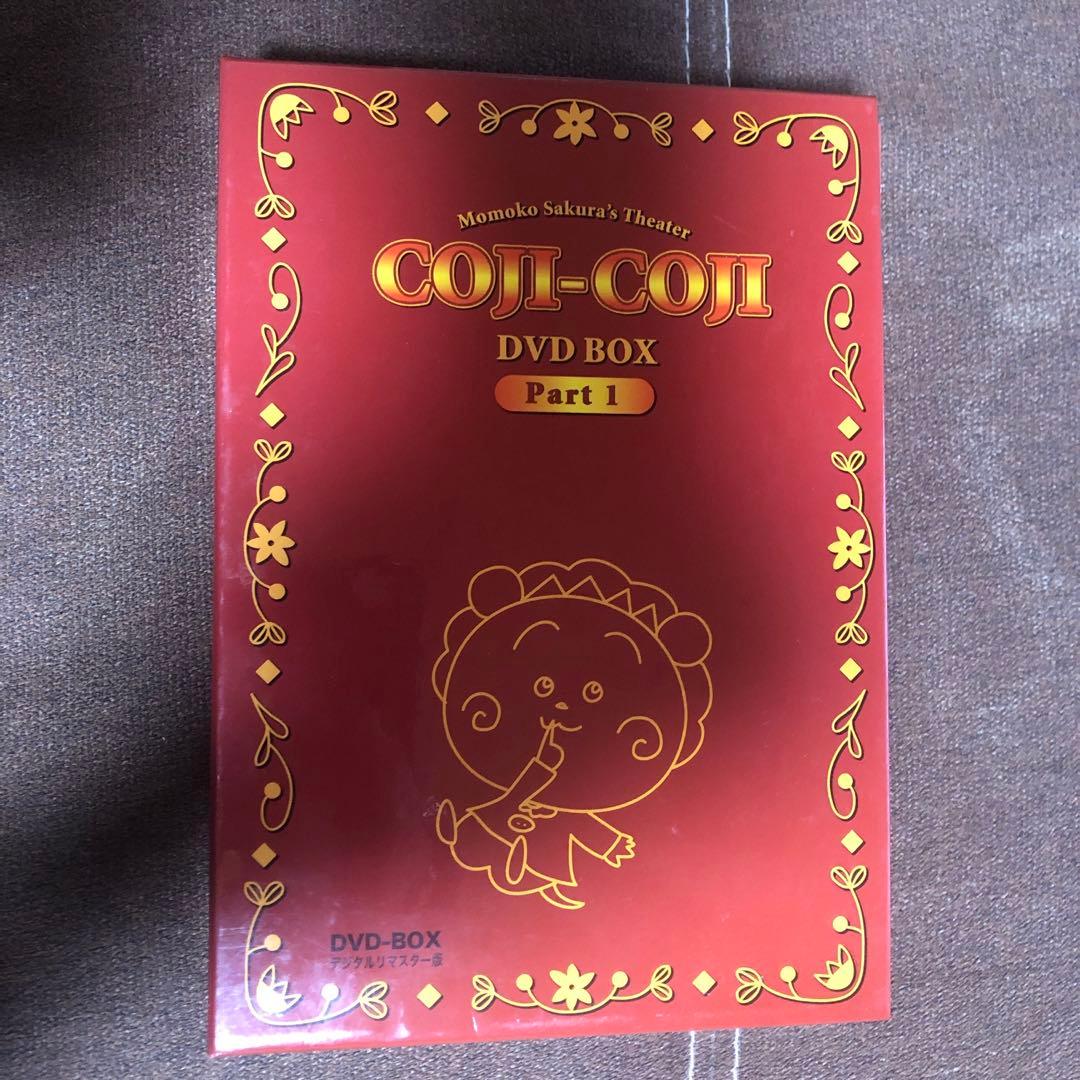 Momoko Sakura's Theater
COJI-COJI
DVD BOX
Part 1
DVD-BOX
デジタルリマスター版